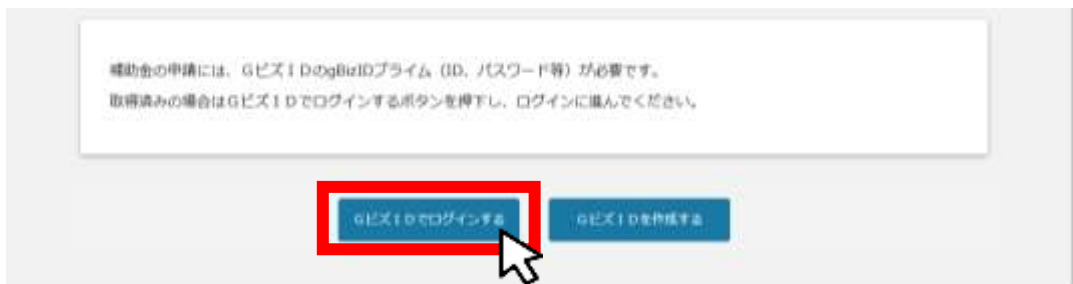 補助金の申請には、GビズIDのgBizIDプライム（ID、パスワード等）が必要です。
取得済みの場合はGビズIDでログインするボタンを押下し、ログインに進んでください。
GビズIDでログインする
GビズIDを作成する